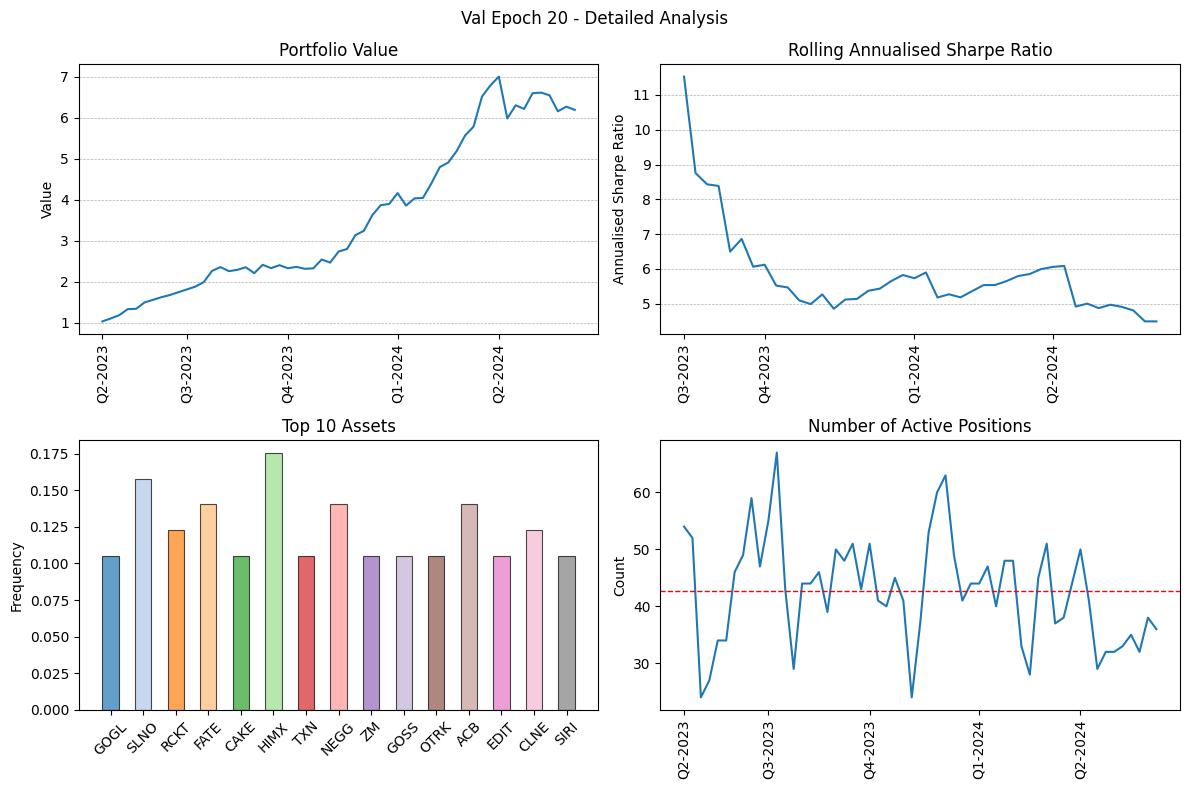 Val Epoch 20 - Detailed Analysis
Portfolio Value
Value
7
6
5
4
3
2
1
Q2-2023
Q3-2023
Q4-2023
Q1-2024
Q2-2024
Rolling Annualised Sharpe Ratio
Annualised Sharpe Ratio
11
10
9
8
7
6
5
Q3-2023
Q4-2023
Q1-2024
Q2-2024
Top 10 Assets
Frequency
0.175
0.150
0.125
0.100
0.075
0.050
0.025
0.000
GOGL
SLNO
RCKT
FATE
CAKE
HIMX
TXN
NEGG
ZM
GOSS
OTRK
ACB
EDIT
CLNE
SIRI
Number of Active Positions
Count
60
50
40
30
Q2-2023
Q3-2023
Q4-2023
Q1-2024
Q2-2024